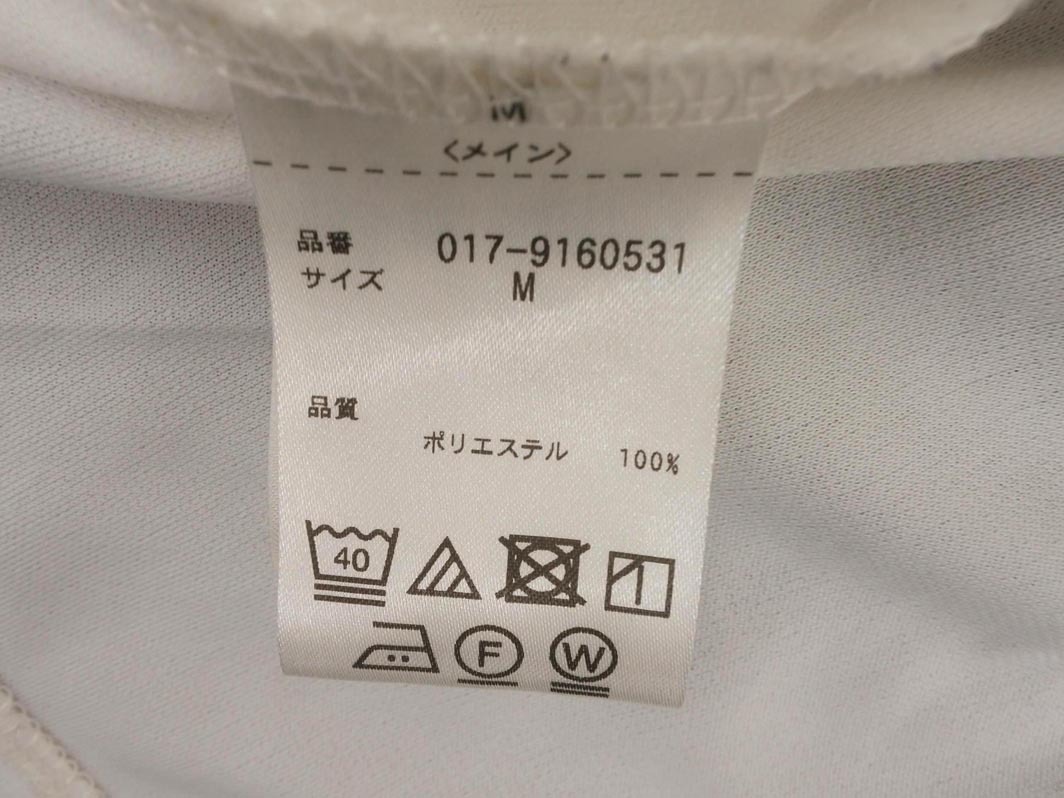 M
〈メイン〉
品番 017-9160531
サイズ M
品質
ポリエステル 100%
40
F W